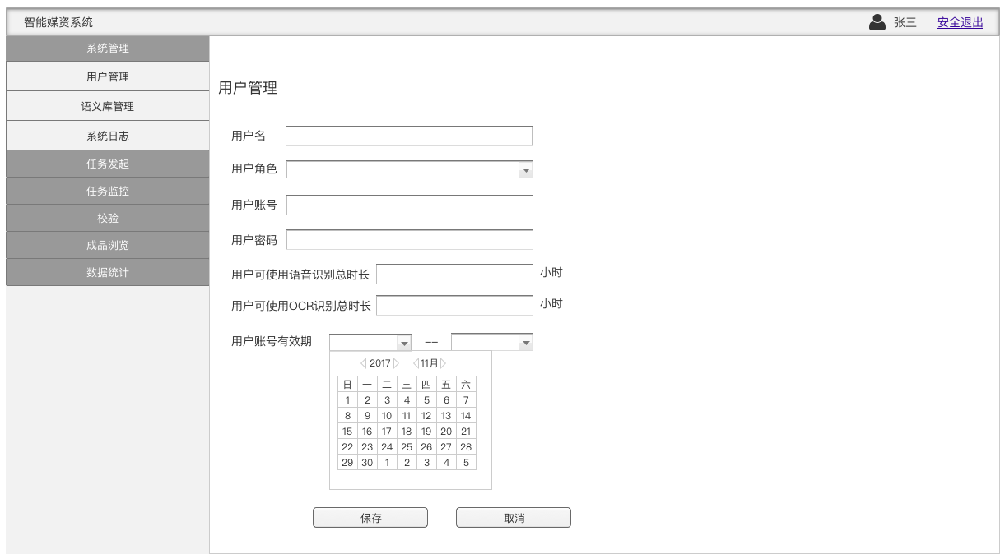 智能媒资系统 张三 安全退出
系统管理
用户管理
语义库管理
系统日志
任务发起
任务监控
校验
成品浏览
数据统计
用户管理
用户名
用户角色
用户账号
用户密码
用户可使用语音识别总时长 小时
用户可使用OCR识别总时长 小时
用户账号有效期 --
2017 11月
日 一 二 三 四 五 六
1 2 3 4 5 6 7
8 9 10 11 12 13 14
15 16 17 18 19 20 21
22 23 24 25 26 27 28
29 30 1 2 3 4 5
保存 取消